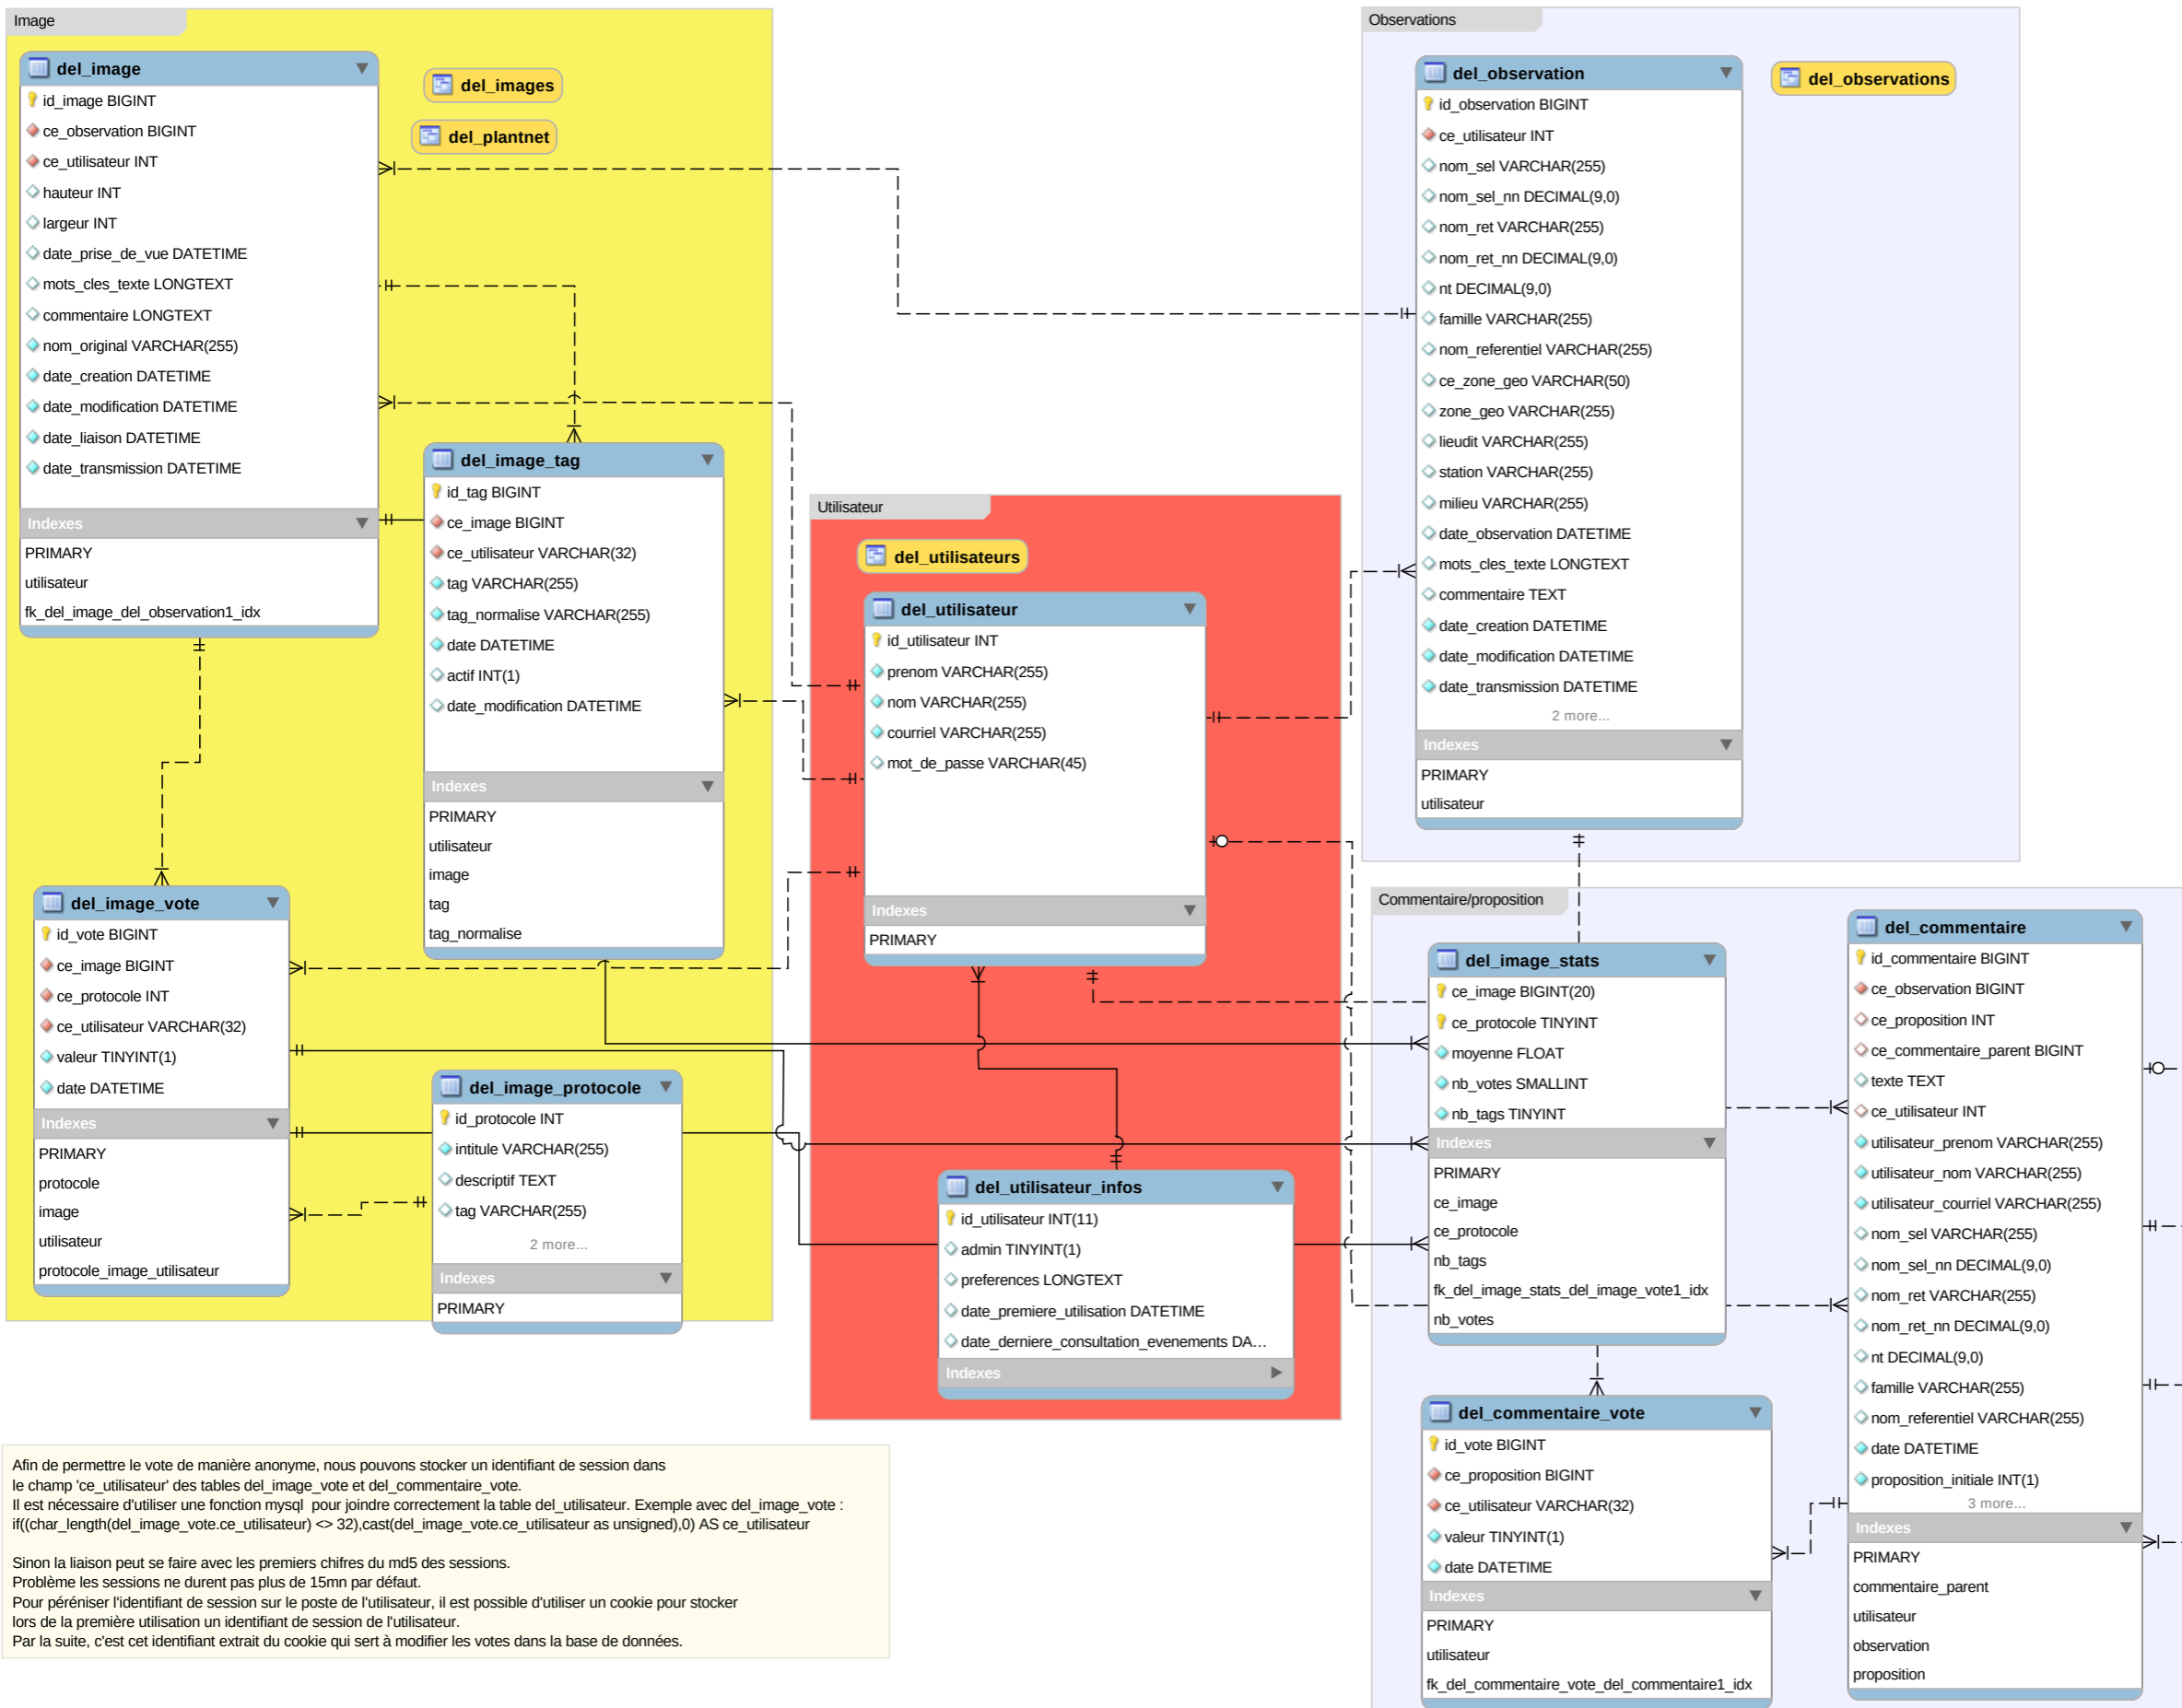 Image
del_image
id_image BIGINT
ce_observation BIGINT
ce_utilisateur INT
hauteur INT
largeur INT
date_prise_de_vue DATETIME
mots_cles_texte LONGTEXT
commentaire LONGTEXT
nom_original VARCHAR(255)
date_creation DATETIME
date_modification DATETIME
date_liaison DATETIME
date_transmission DATETIME
Indexes
PRIMARY
utilisateur
fk_del_image_del_observation1_idx
del_images
del_plantnet
del_image_tag
id_tag BIGINT
ce_image BIGINT
ce_utilisateur VARCHAR(32)
tag VARCHAR(255)
tag_normalise VARCHAR(255)
date DATETIME
actif INT(1)
date_modification DATETIME
Indexes
PRIMARY
utilisateur
image
tag
tag_normalise
del_image_vote
id_vote BIGINT
ce_image BIGINT
ce_protocole INT
ce_utilisateur VARCHAR(32)
valeur TINYINT(1)
date DATETIME
Indexes
PRIMARY
protocole
image
utilisateur
protocole_image_utilisateur
del_image_protocole
id_protocole INT
intitule VARCHAR(255)
descriptif TEXT
tag VARCHAR(255)
2 more...
Indexes
PRIMARY
Utilisateur
del_utilisateurs
del_utilisateur
id_utilisateur INT
prenom VARCHAR(255)
nom VARCHAR(255)
courriel VARCHAR(255)
mot_de_passe VARCHAR(45)
Indexes
PRIMARY
del_utilisateur_infos
id_utilisateur INT(11)
admin TINYINT(1)
preferences LONGTEXT
date_premiere_utilisation DATETIME
date_derniere_consultation_evenements DA...
Indexes
Observations
del_observation
id_observation BIGINT
ce_utilisateur INT
nom_sel VARCHAR(255)
nom_sel_nn DECIMAL(9,0)
nom_ret VARCHAR(255)
nom_ret_nn DECIMAL(9,0)
nt DECIMAL(9,0)
famille VARCHAR(255)
nom_referentiel VARCHAR(255)
ce_zone_geo VARCHAR(50)
zone_geo VARCHAR(255)
lieudit VARCHAR(255)
station VARCHAR(255)
milieu VARCHAR(255)
date_observation DATETIME
mots_cles_texte LONGTEXT
commentaire TEXT
date_creation DATETIME
date_modification DATETIME
date_transmission DATETIME
2 more...
Indexes
PRIMARY
utilisateur
del_observations
Commentaire/proposition
del_image_stats
ce_image BIGINT(20)
ce_protocole TINYINT
moyenne FLOAT
nb_votes SMALLINT
nb_tags TINYINT
Indexes
PRIMARY
ce_image
ce_protocole
nb_tags
fk_del_image_stats_del_image_vote1_idx
nb_votes
del_commentaire_vote
id_vote BIGINT
ce_proposition BIGINT
ce_utilisateur VARCHAR(32)
valeur TINYINT(1)
date DATETIME
Indexes
PRIMARY
utilisateur
fk_del_commentaire_vote_del_commentaire1_idx
del_commentaire
id_commentaire BIGINT
ce_observation BIGINT
ce_proposition INT
ce_commentaire_parent BIGINT
texte TEXT
ce_utilisateur INT
utilisateur_prenom VARCHAR(255)
utilisateur_nom VARCHAR(255)
utilisateur_courriel VARCHAR(255)
nom_sel VARCHAR(255)
nom_sel_nn DECIMAL(9,0)
nom_ret VARCHAR(255)
nom_ret_nn DECIMAL(9,0)
nt DECIMAL(9,0)
famille VARCHAR(255)
nom_referentiel VARCHAR(255)
date DATETIME
proposition_initiale INT(1)
3 more...
Indexes
PRIMARY
commentaire_parent
utilisateur
observation
proposition
Afin de permettre le vote de manière anonyme, nous pouvons stocker un identifiant de session dans
le champ 'ce_utilisateur' des tables del_image_vote et del_commentaire_vote.
Il est nécessaire d'utiliser une fonction mysql pour joindre correctement la table del_utilisateur. Exemple avec del_image_vote :
if((char_length(del_image_vote.ce_utilisateur) <> 32),cast(del_image_vote.ce_utilisateur as unsigned),0) AS ce_utilisateur
Sinon la liaison peut se faire avec les premiers chifres du md5 des sessions.
Problème les sessions ne durent pas plus de 15mn par défaut.
Pour péréniser l'identifiant de session sur le poste de l'utilisateur, il est possible d'utiliser un cookie pour stocker
lors de la première utilisation un identifiant de session de l'utilisateur.
Par la suite, c'est cet identifiant extrait du cookie qui sert à modifier les votes dans la base de données.